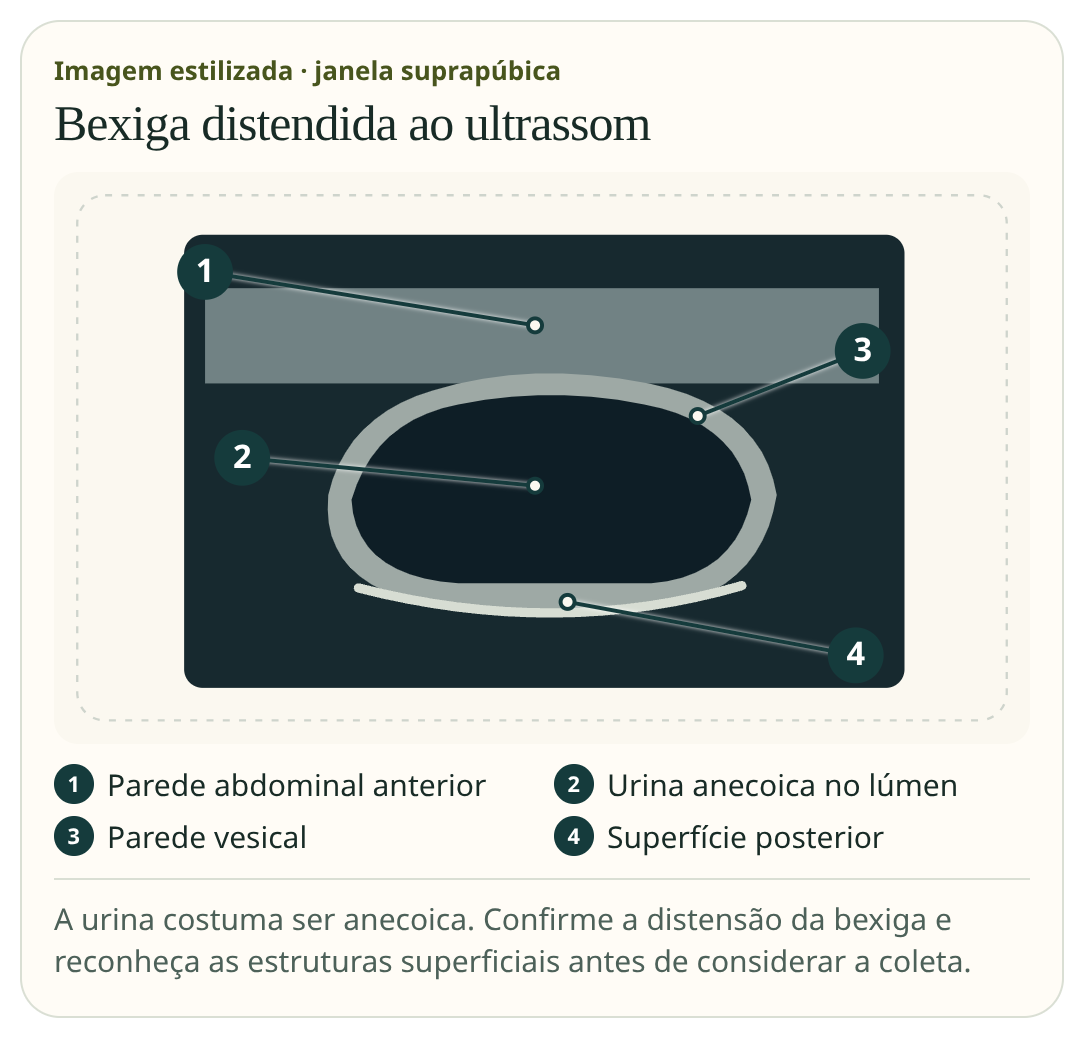 Imagem estilizada · janela suprapúbica
Bexiga distendida ao ultrassom
1
3
2
4
1 Parede abdominal anterior
2 Urina anecoica no lúmen
3 Parede vesical
4 Superfície posterior
A urina costuma ser anecoica. Confirme a distensão da bexiga e
reconheça as estruturas superficiais antes de considerar a coleta.